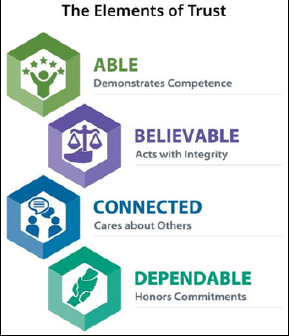 The Elements of Trust
ABLE
Demonstrates Competence
BELIEVABLE
Acts with Integrity
CONNECTED
Cares about Others
DEPENDABLE
Honors Commitments